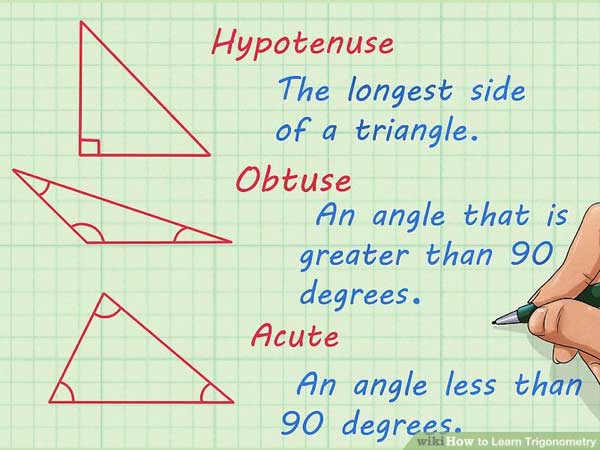 Hypotenuse
The longest side
of a triangle.
Obtuse
An angle that is
greater than 90
degrees.
Acute
An angle less than
90 degrees.
wikiHow to Learn Trigonometry